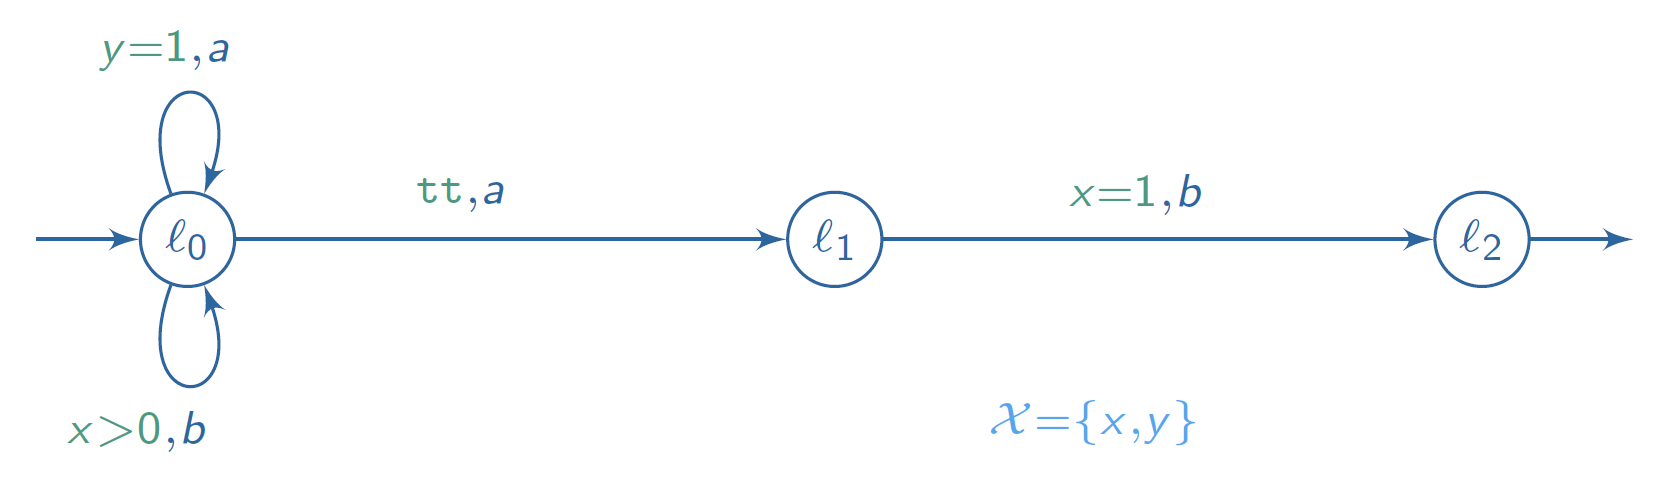 y=1,a
tt,a
x=1,b
ℓ₀
ℓ₁
ℓ₂
x>0,b
𝒳={x,y}